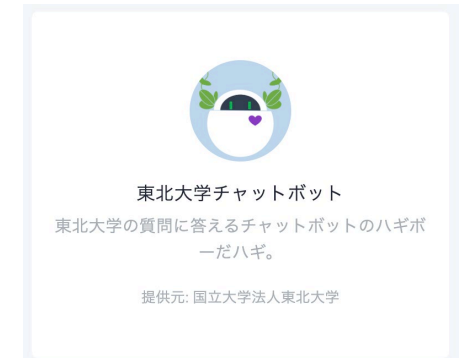 東北大学チャットボット
東北大学の質問に答えるチャットボットのハギボ
ーだハギ。
提供元: 国立大学法人東北大学